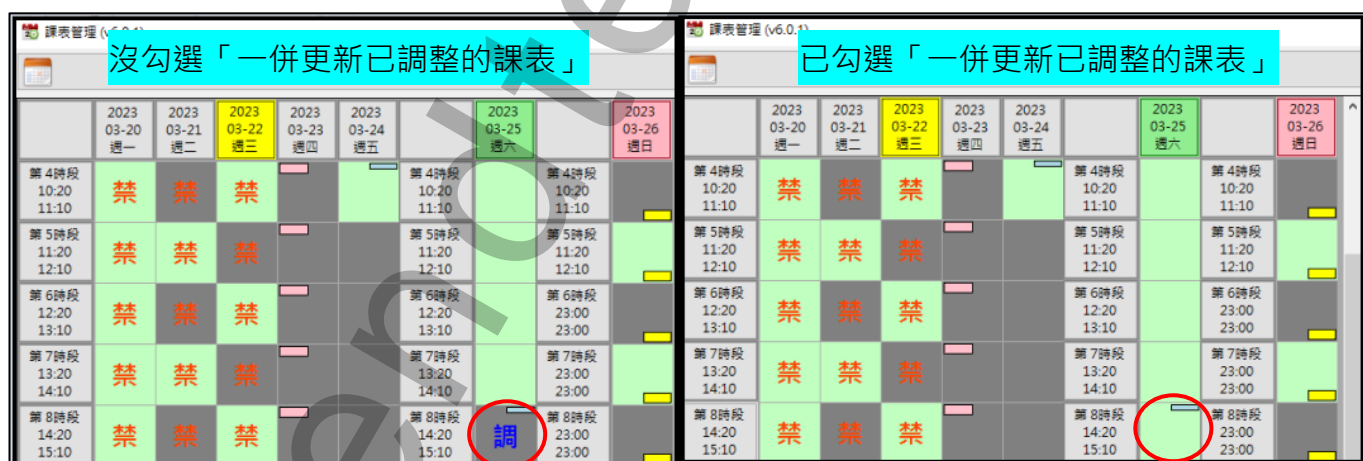 課表管理 (v6.0.1)
沒勾選「一併更新已調整的課表」
2023 2023 2023 2023 2023 2023 2023
03-20 03-21 03-22 03-23 03-24 03-25 03-26
週一 週二 週三 週四 週五 週六 週日
第 4時段 第 4時段 第 4時段
10:20 禁 禁 禁 10:20 10:20
11:10 11:10 11:10
第 5時段 第 5時段 第 5時段
11:20 禁 禁 禁 11:20 11:20
12:10 12:10 12:10
第 6時段 第 6時段 第 6時段
12:20 禁 禁 禁 12:20 23:00
13:10 13:10 23:00
第 7時段 第 7時段 第 7時段
13:20 禁 禁 禁 13:20 23:00
14:10 14:10 23:00
第 8時段 第 8時段 第 8時段
14:20 禁 禁 禁 14:20 調 23:00
15:10 15:10 23:00
課表管理 (v6.0.1)
已勾選「一併更新已調整的課表」
2023 2023 2023 2023 2023 2023 2023
03-20 03-21 03-22 03-23 03-24 03-25 03-26
週一 週二 週三 週四 週五 週六 週日
第 4時段 第 4時段 第 4時段
10:20 禁 禁 禁 10:20 10:20
11:10 11:10 11:10
第 5時段 第 5時段 第 5時段
11:20 禁 禁 禁 11:20 11:20
12:10 12:10 12:10
第 6時段 第 6時段 第 6時段
12:20 禁 禁 禁 12:20 23:00
13:10 13:10 23:00
第 7時段 第 7時段 第 7時段
13:20 禁 禁 禁 13:20 23:00
14:10 14:10 23:00
第 8時段 第 8時段 第 8時段
14:20 禁 禁 禁 14:20 23:00
15:10 15:10 23:00